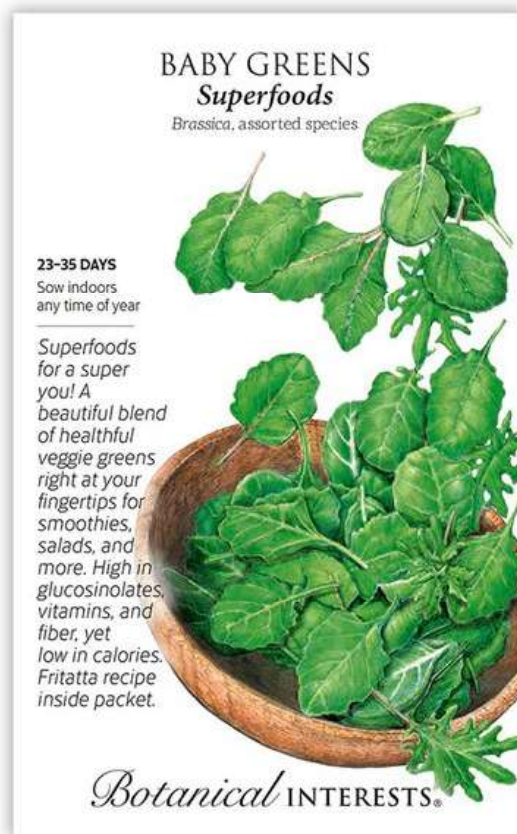 BABY GREENS
Superfoods
Brassica, assorted species
23–35 DAYS
Sow indoors
any time of year
Superfoods
for a super
you! A
beautiful blend
of healthful
veggie greens
right at your
fingertips for
smoothies,
salads, and
more. High in
glucosinolates,
vitamins, and
fiber, yet
low in calories.
Fritatta recipe
inside packet.
Botanical INTERESTS®